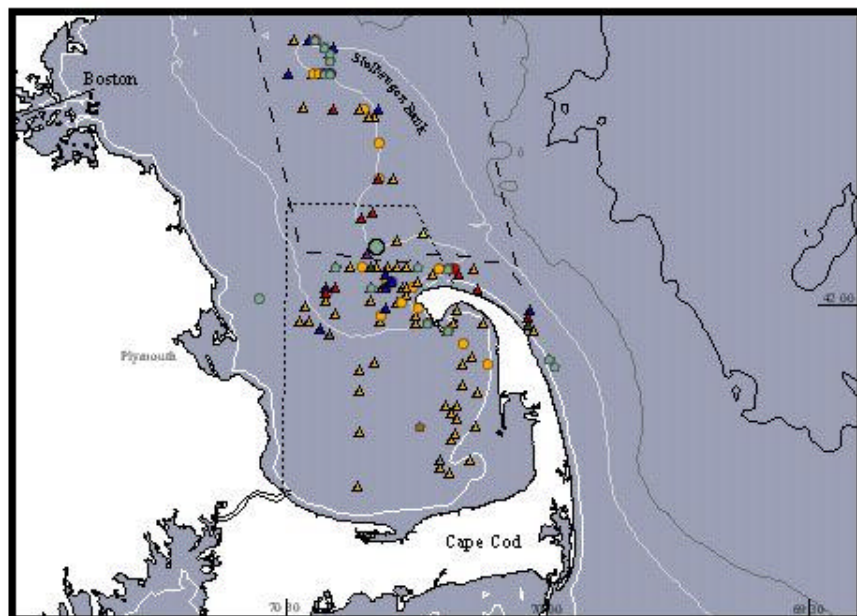 Boston
Stellwagen Bank
Plymouth
42 00
Cape Cod
70 30
70 00
69 30